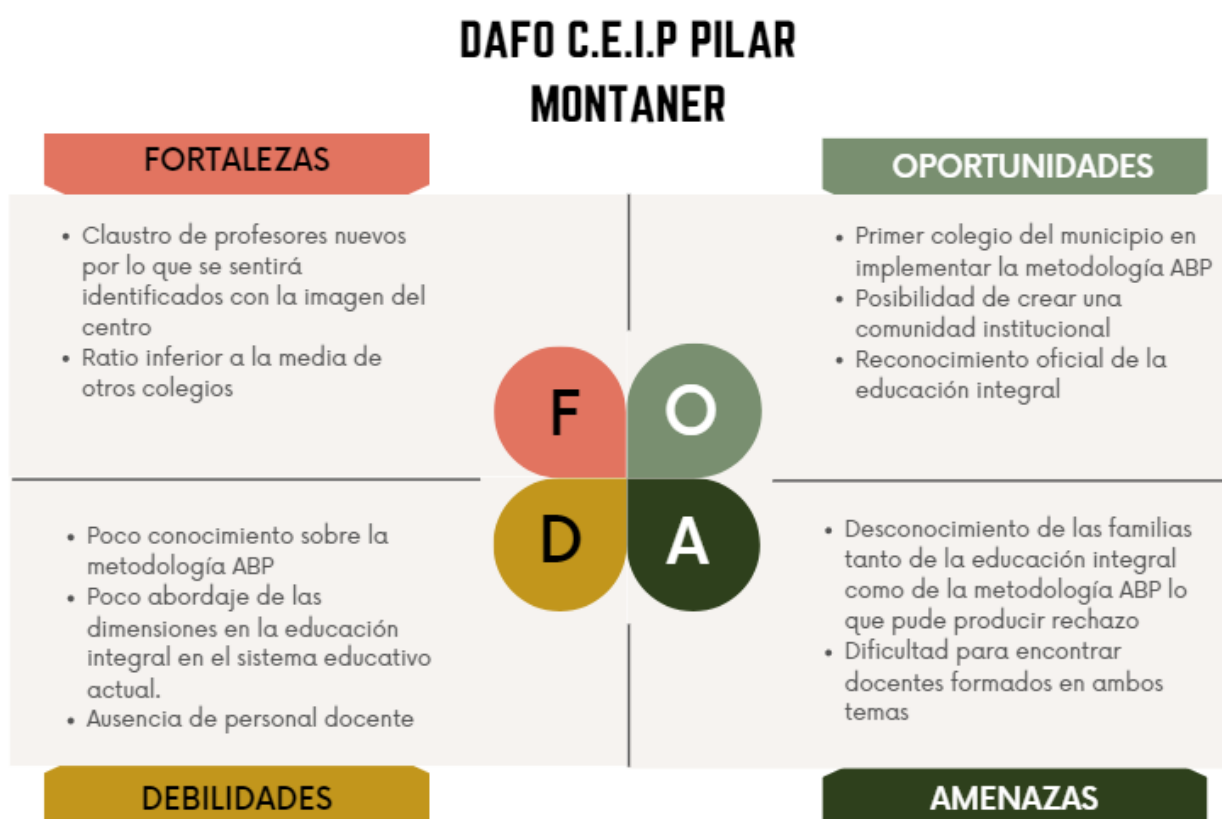 DAFO C.E.I.P PILAR
MONTANER
FORTALEZAS
• Claustro de profesores nuevos
por lo que se sentirá
identificados con la imagen del
centro
• Ratio inferior a la media de
otros colegios
OPORTUNIDADES
• Primer colegio del municipio en
implementar la metodología ABP
• Posibilidad de crear una
comunidad institucional
• Reconocimiento oficial de la
educación integral
F
O
D
A
• Poco conocimiento sobre la
metodología ABP
• Poco abordaje de las
dimensiones en la educación
integral en el sistema educativo
actual.
• Ausencia de personal docente
DEBILIDADES
• Desconocimiento de las familias
tanto de la educación integral
como de la metodología ABP lo
que pude producir rechazo
• Dificultad para encontrar
docentes formados en ambos
temas
AMENAZAS